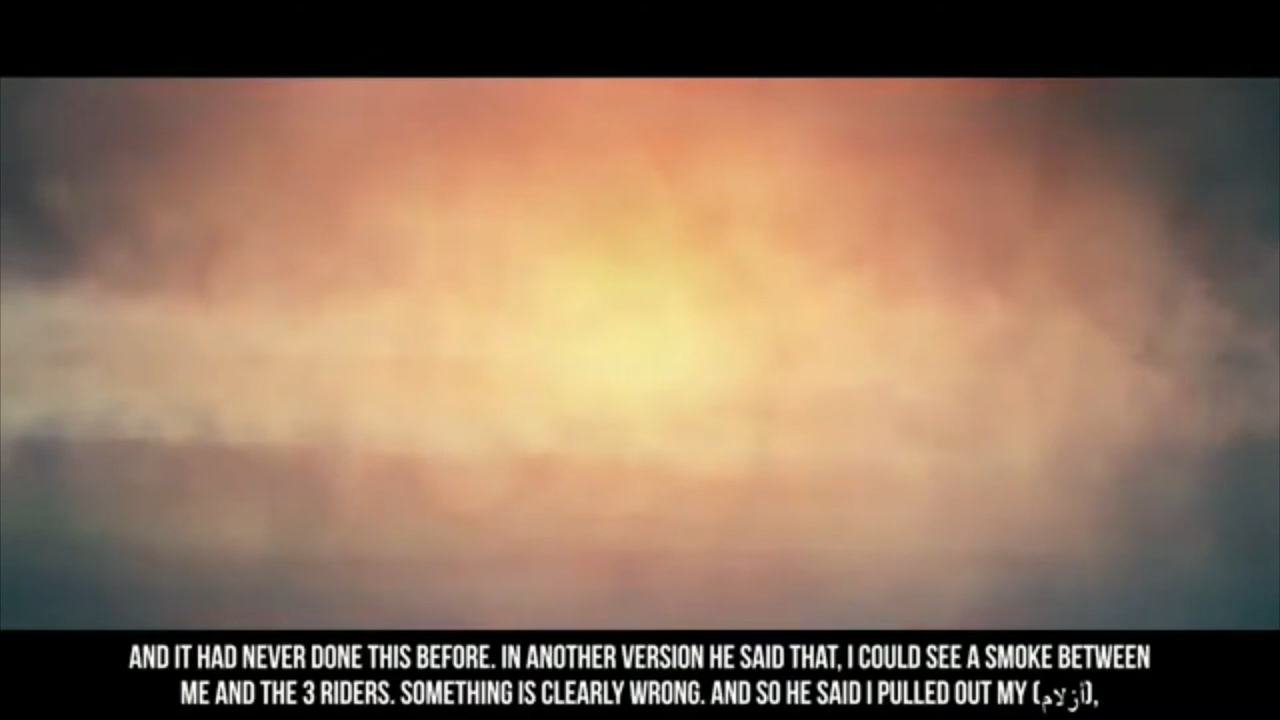 AND IT HAD NEVER DONE THIS BEFORE. IN ANOTHER VERSION HE SAID THAT, I COULD SEE A SMOKE BETWEEN
ME AND THE 3 RIDERS. SOMETHING IS CLEARLY WRONG. AND SO HE SAID I PULLED OUT MY (أزلام),